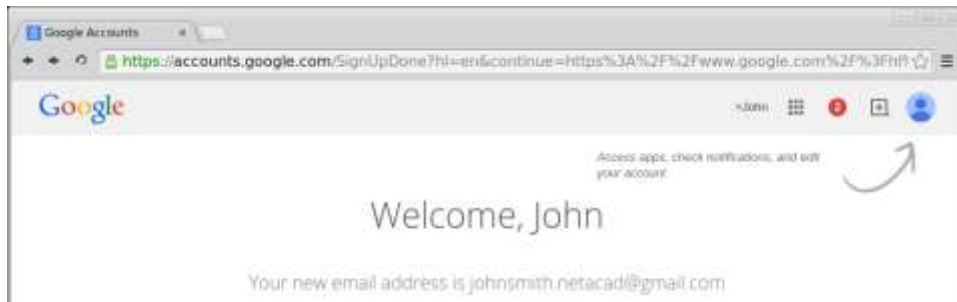 Google Accounts
https://accounts.google.com/SignUpDone?hl=en&continue=https%3A%2F%2Fwww.google.com%2F%3Fhl
Google
+John
Access apps, check notifications, and edit
your account
Welcome, John
Your new email address is johnsmith.netacad@gmail.com